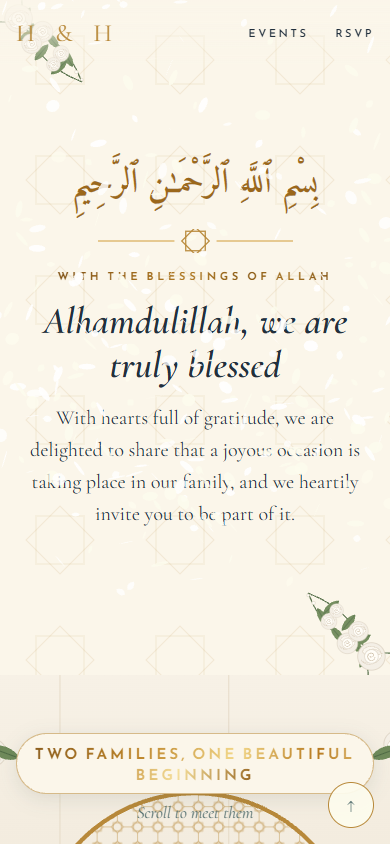 H & H
EVENTS RSVP
بِسْمِ ٱللَّهِ ٱلرَّحْمَـٰنِ ٱلرَّحِيمِ
WITH THE BLESSINGS OF ALLAH
Alhamdulillah, we are
truly blessed
With hearts full of gratitude, we are
delighted to share that a joyous occasion is
taking place in our family, and we heartily
invite you to be part of it.
TWO FAMILIES, ONE BEAUTIFUL
BEGINNING
Scroll to meet them
↑